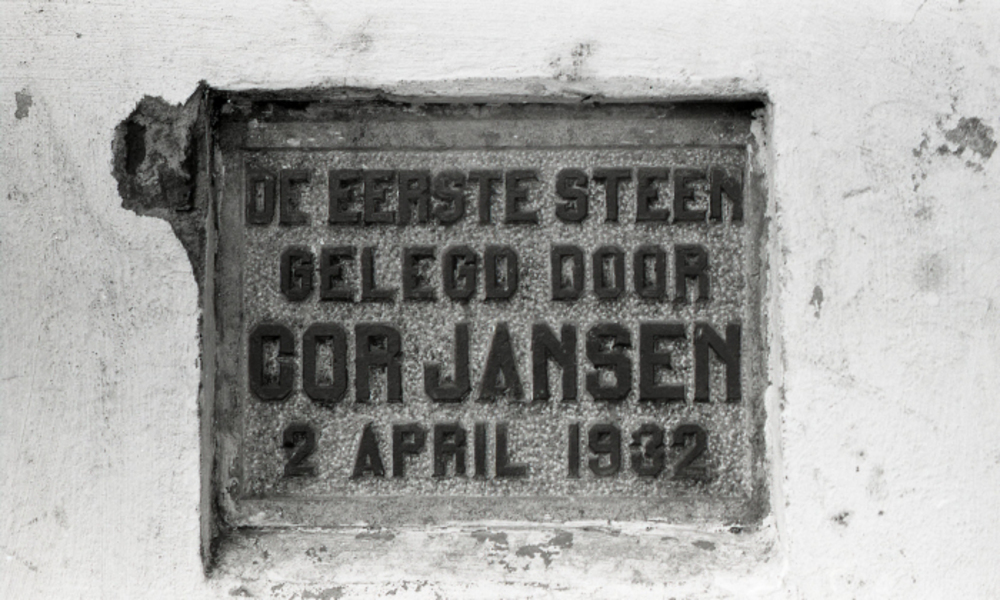 DE EERSTE STEEN
GELEGD DOOR
COR JANSEN
2 APRIL 1932